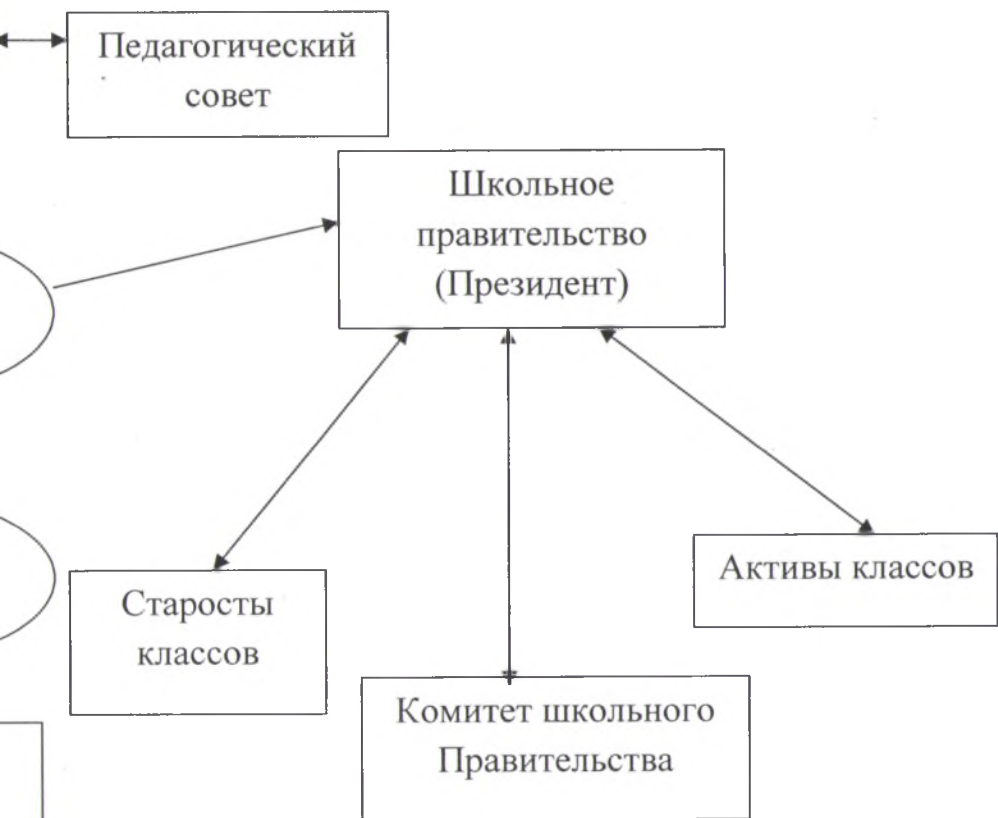 Педагогический
совет
Школьное
правительство
(Президент)
Старосты
классов
Активы классов
Комитет школьного
Правительства